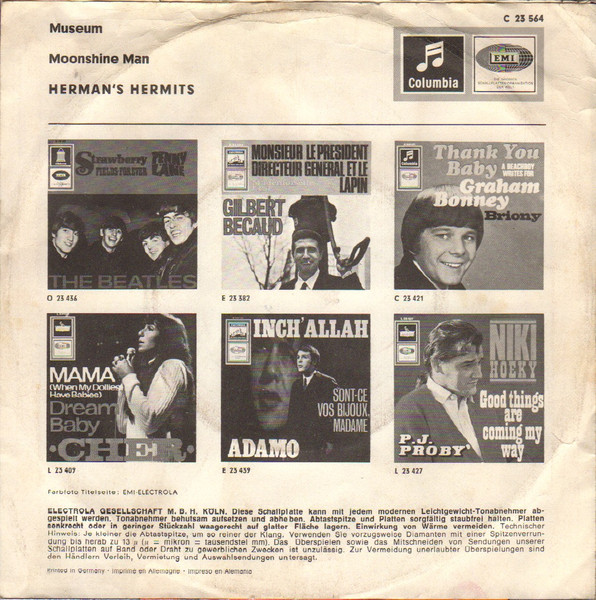 Museum
C 23 564
Moonshine Man
HERMAN'S HERMITS
Columbia
EMI
Strawberry
FIELDS FOREVER
PENNY
LANE
THE BEATLES
O 23 436
MONSIEUR LE PRESIDENT
DIRECTEUR GENERAL ET LE
LAPIN
GILBERT
BECAUD
E 23 382
Thank You
Baby A BEACHBOY
WRITES FOR
Graham
Bonney
Briony
C 23 421
MAMA
(When My Dollies
Have Babies)
Dream
Baby
·CHER·
L 23 407
INCH'ALLAH
SONT-CE
VOS BIJOUX,
MADAME
ADAMO
E 23 459
NIKI
HOEKY
Good things
are
coming my
way
P.J.
PROBY
L 23 427
Farbfoto Titelseite: EMI-ELECTROLA
ELECTROLA GESELLSCHAFT M. B. H. KÖLN. Diese Schallplatte kann mit jedem modernen Leichtgewicht-Tonabnehmer ab-
gespielt werden. Tonabnehmer behutsam aufsetzen und abheben. Abtastspitze und Platten sorgfältig staubfrei halten. Platten
senkrecht oder in geringer Stückzahl waagerecht auf glatter Fläche lagern. Einwirkung von Wärme vermeiden. Technischer
Hinweis: Je kleiner die Abtastspitze, um so reiner der Klang. Verwenden Sie vorzugsweise Diamanten mit einer Spitzenverrun-
dung bis herab zu 13 µ (µ = mikron = tausendstel mm). Das Überspielen sowie das Mitschneiden von Sendungen unserer
Schallplatten auf Band oder Draht zu gewerblichen Zwecken ist unzulässig. Zur Vermeidung unerlaubter Überspielungen sind
den Händlern Verleih, Vermietung und Auswahlsendungen untersagt.
Printed in Germany · Imprimé en Allemagne · Impreso en Alemania